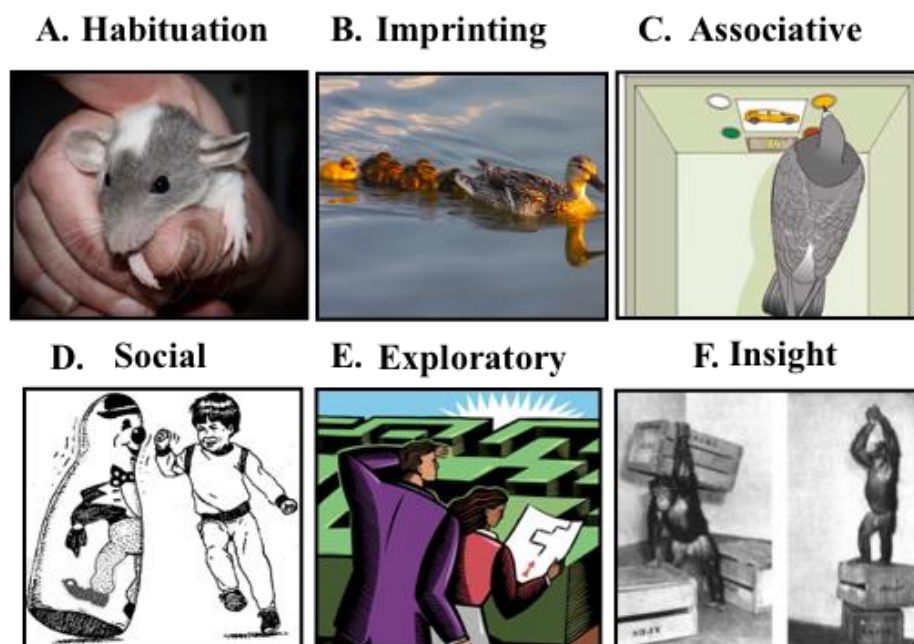 A. Habituation
B. Imprinting
C. Associative
D. Social
E. Exploratory
F. Insight